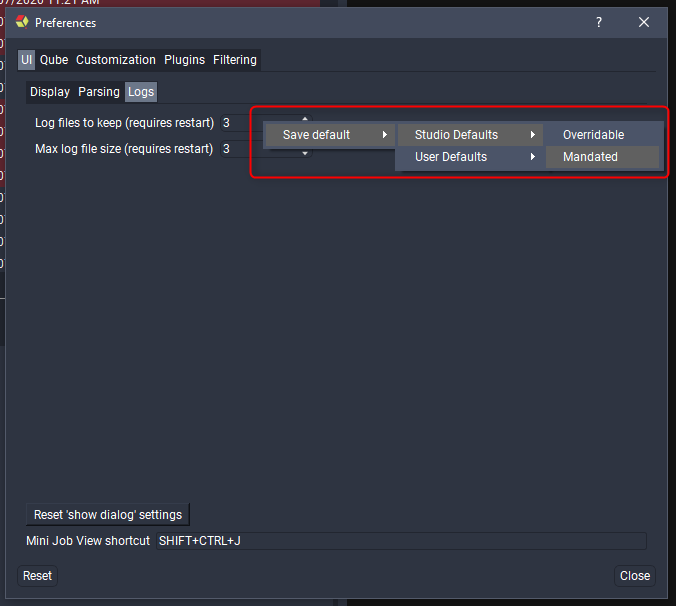 07/2020 11:21 AM
Preferences ?
UI Qube Customization Plugins Filtering
Display Parsing Logs
Log files to keep (requires restart) 3
Max log file size (requires restart) 3
Save default Studio Defaults Overridable
User Defaults Mandated
Reset 'show dialog' settings
Mini Job View shortcut SHIFT+CTRL+J
Reset Close